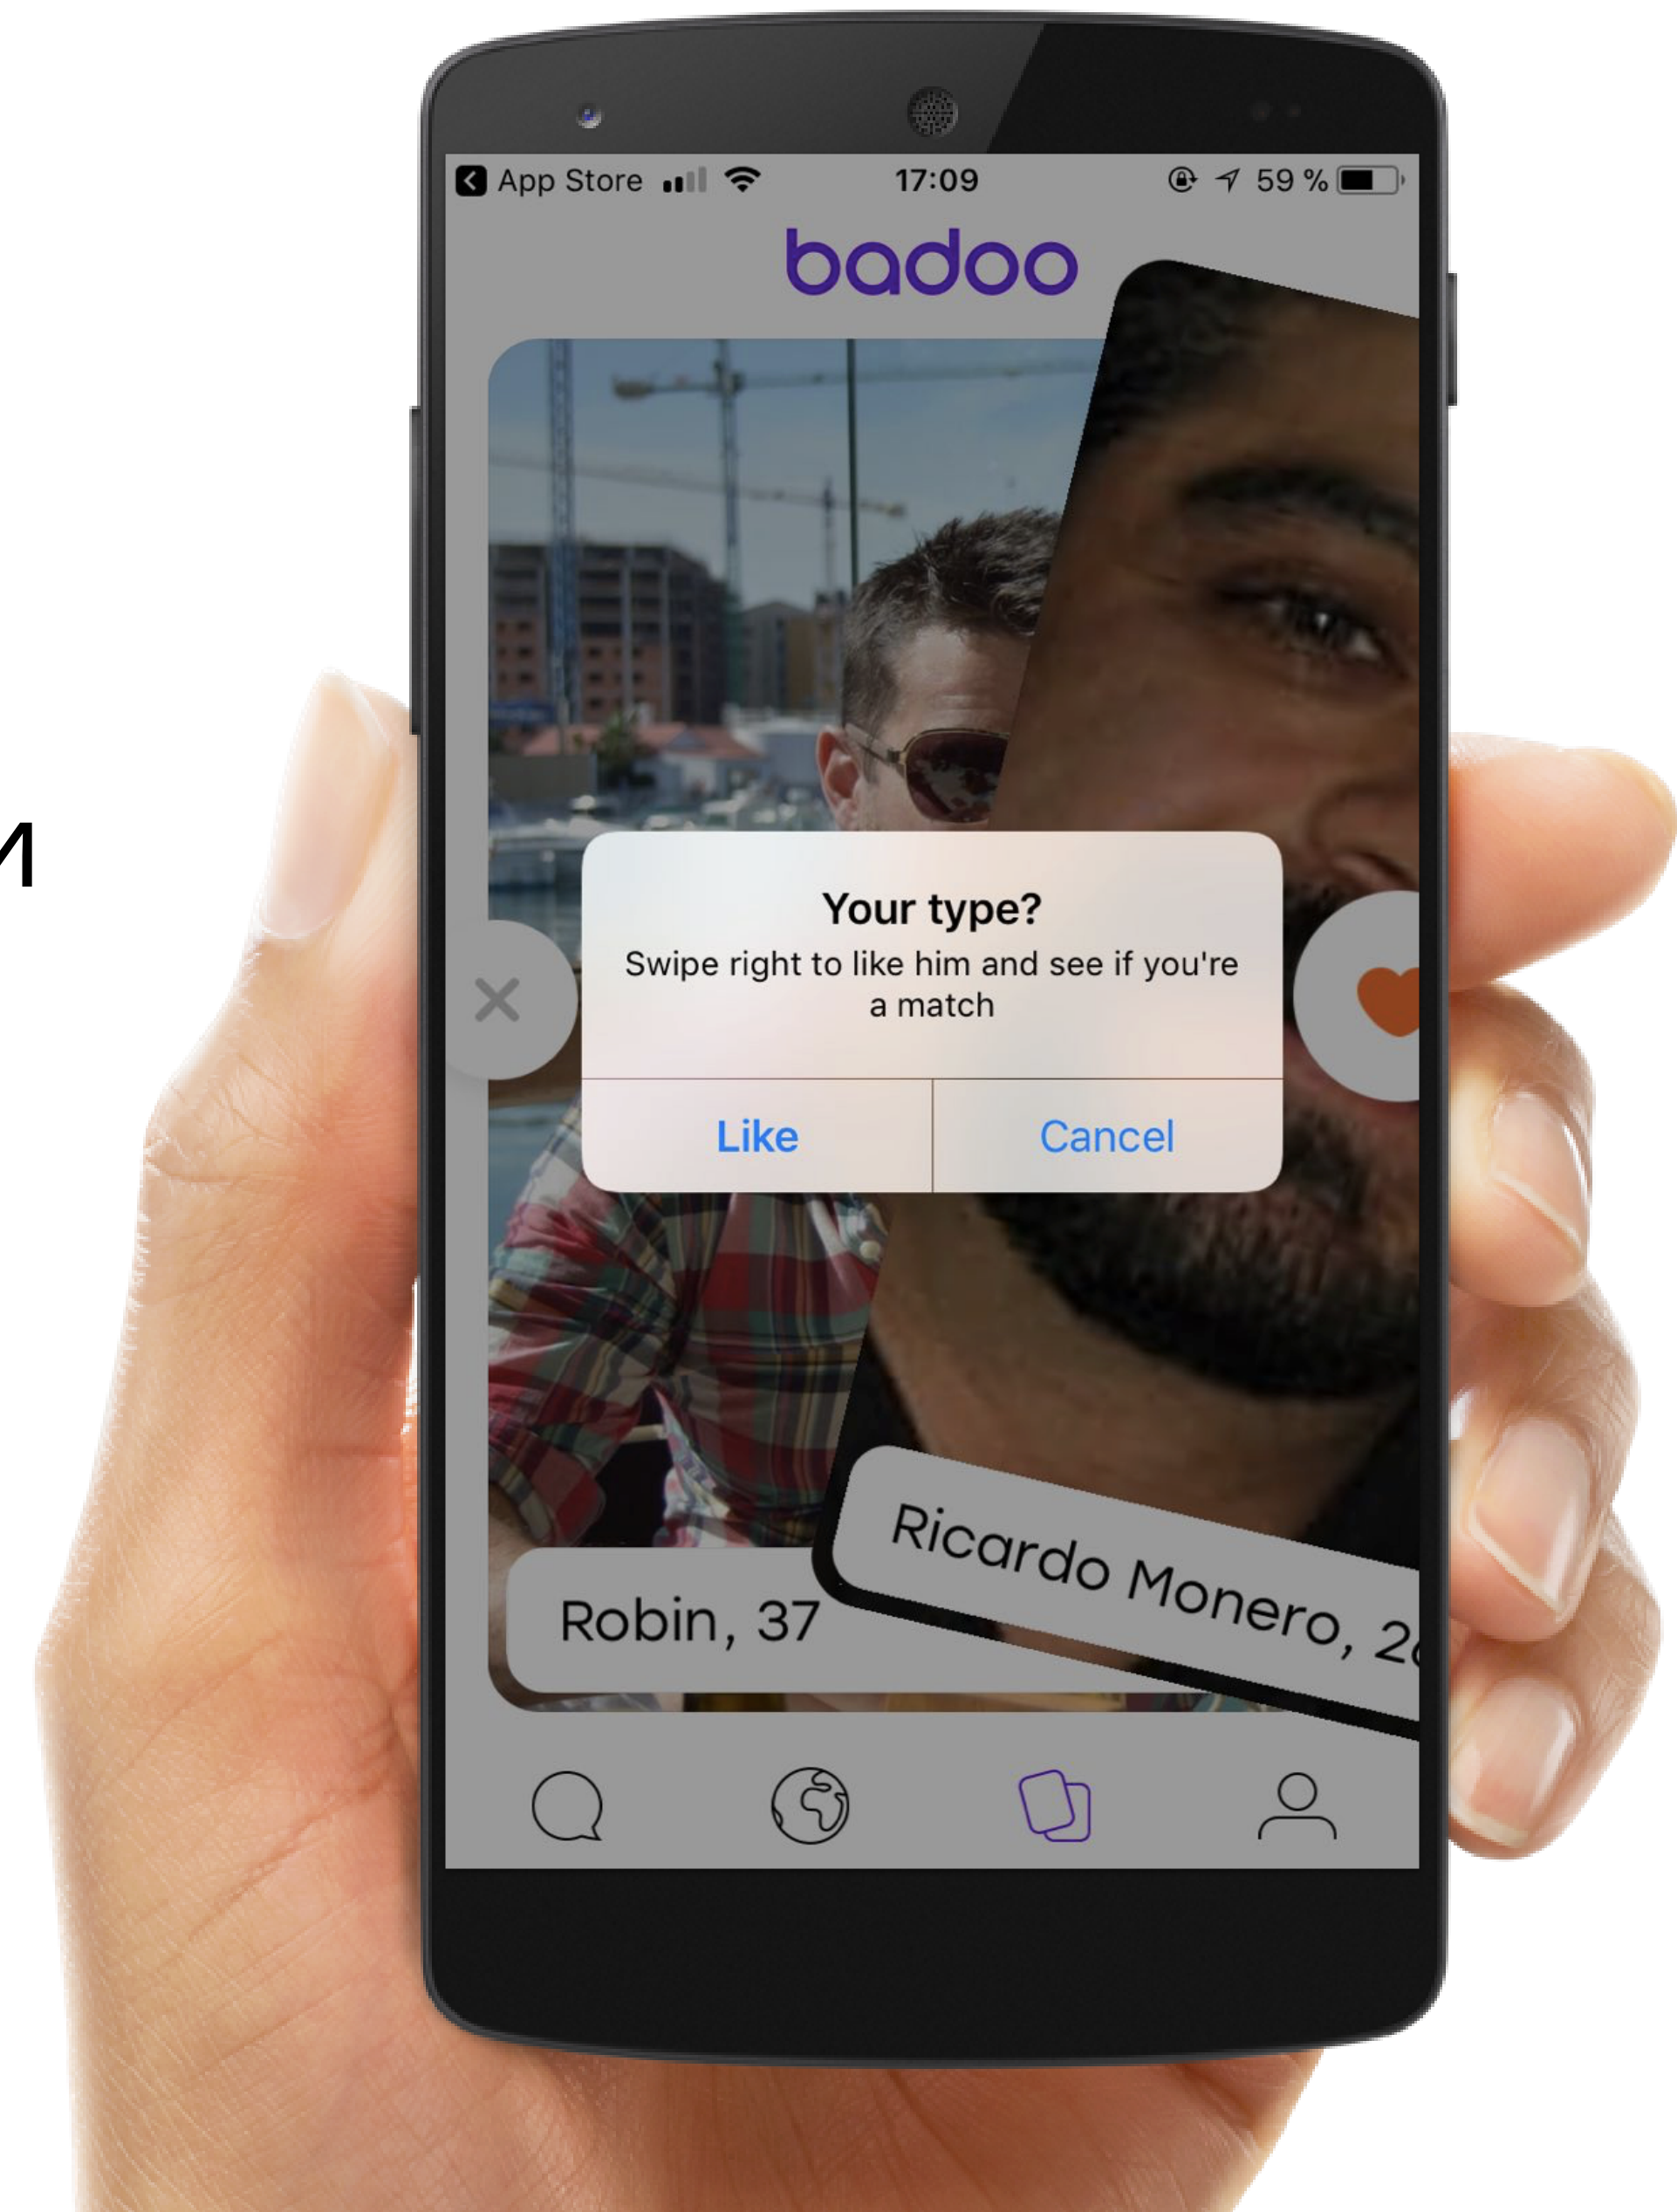 и
App Store
17:09
59 %
badoo
Your type?
Swipe right to like him and see if you're
a match
Like
Cancel
Ricardo Monero,
Robin, 37